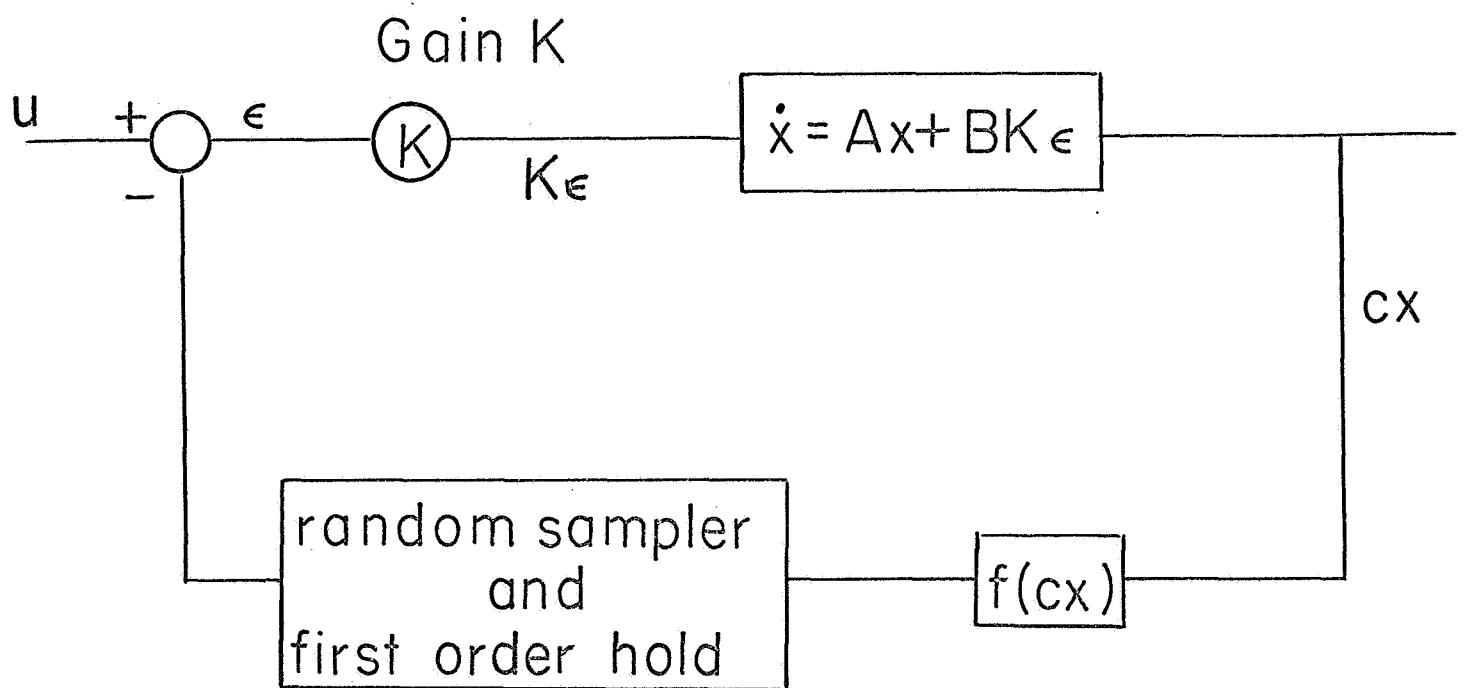 Gain K
u
+
ϵ
K
Kϵ
ẋ = Ax + BKϵ
-
cx
random sampler
and
first order hold
f(cx)